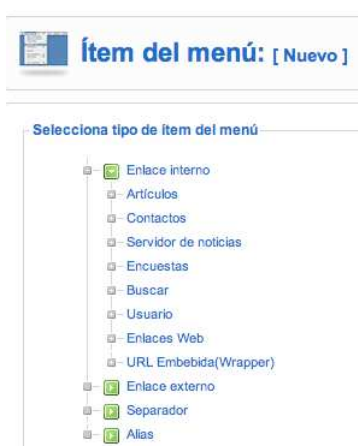 Ítem del menú: [ Nuevo ]
Selecciona tipo de ítem del menú
Enlace interno
Artículos
Contactos
Servidor de noticias
Encuestas
Buscar
Usuario
Enlaces Web
URL Embebida(Wrapper)
Enlace externo
Separador
Alias